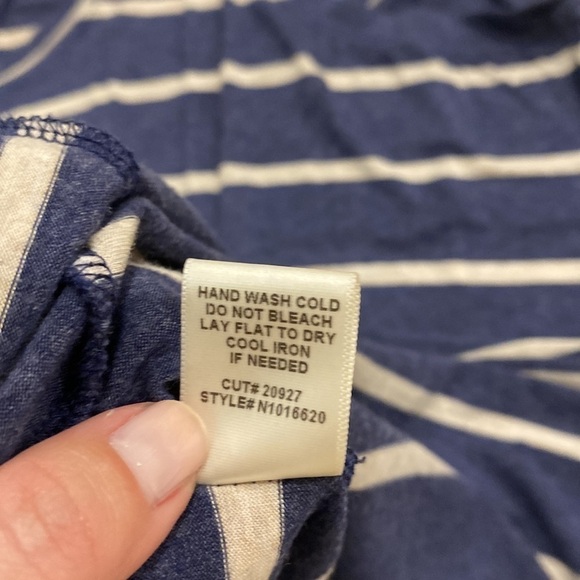 HAND WASH COLD
DO NOT BLEACH
LAY FLAT TO DRY
COOL IRON
IF NEEDED
CUT# 20927
STYLE# N1016620